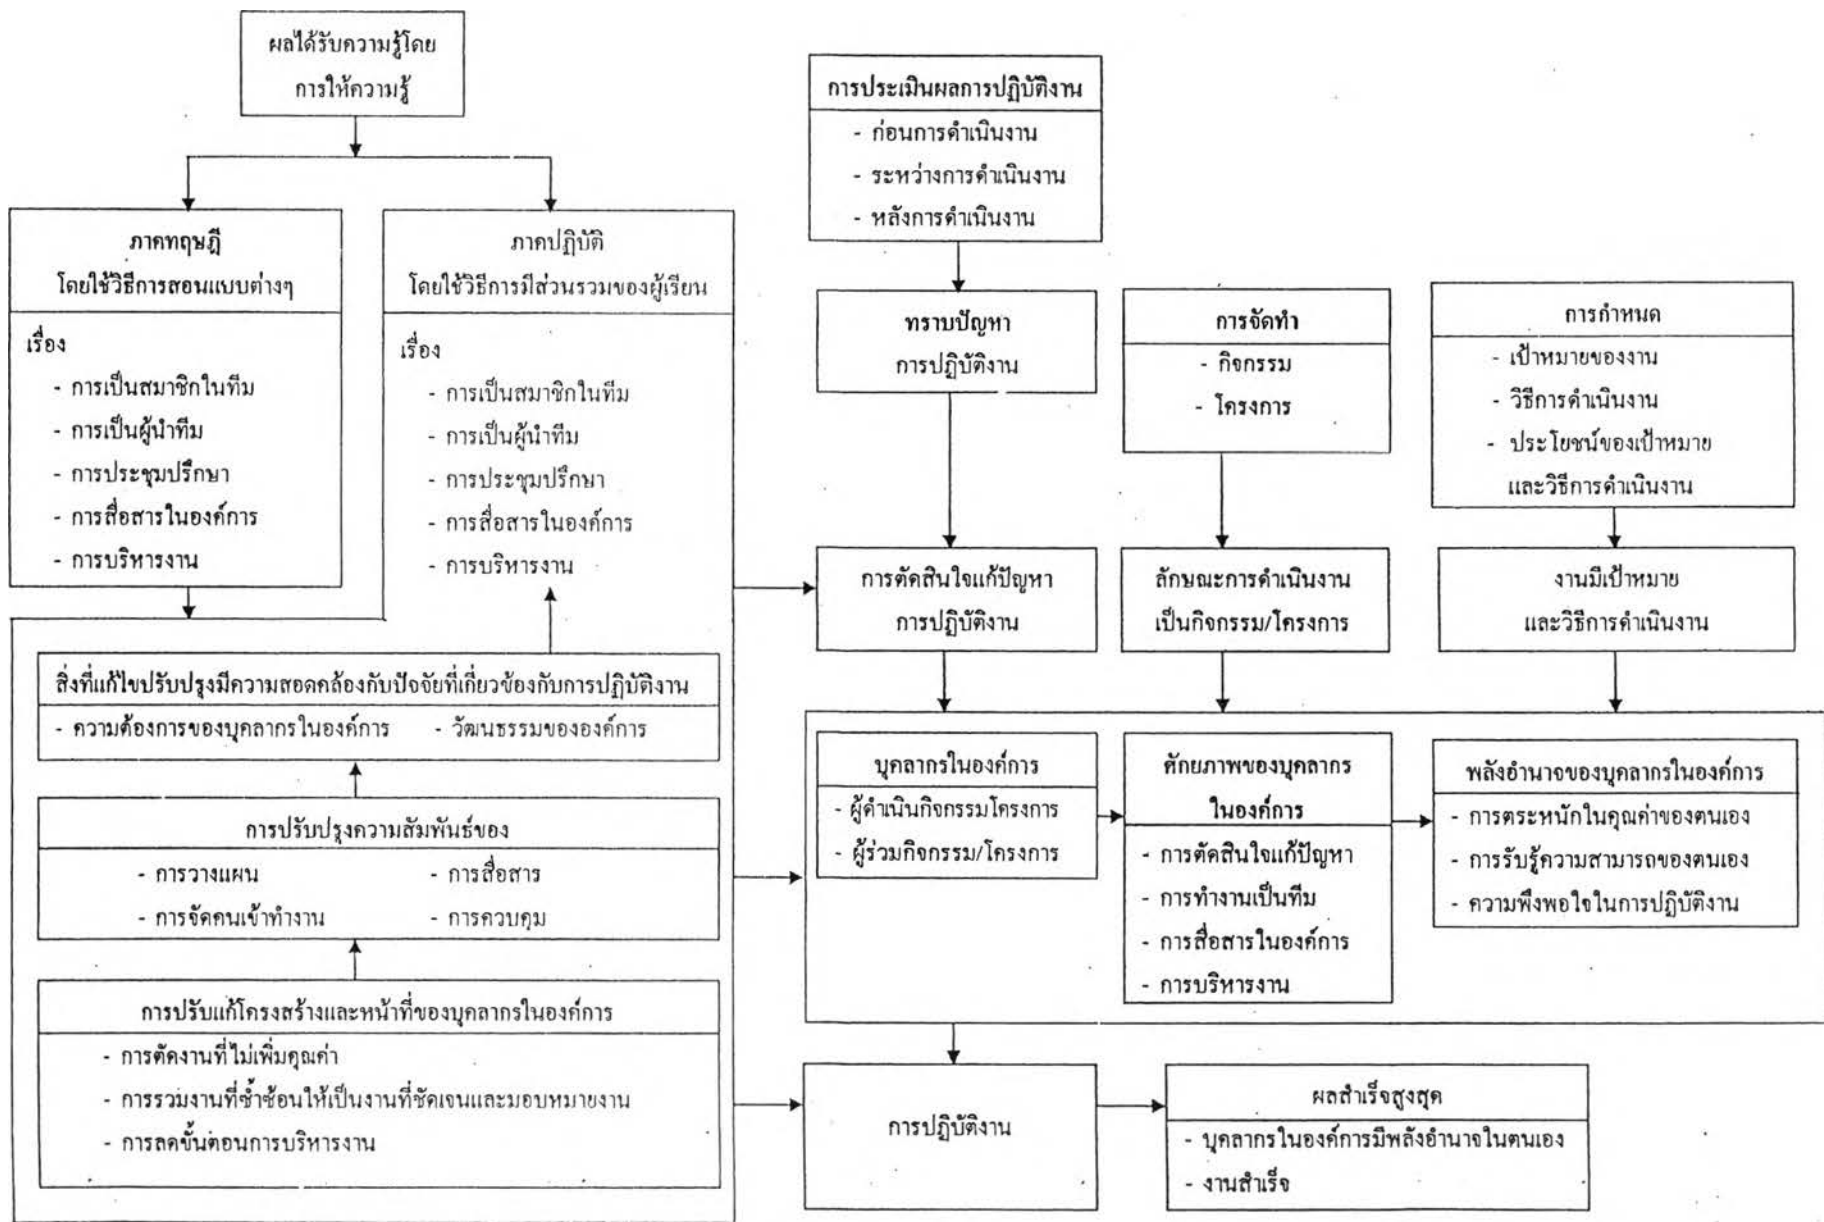 ผลได้รับความรู้โดย
การให้ความรู้
ภาคทฤษฎี
โดยใช้วิธีการสอนแบบต่างๆ
เรื่อง
- การเป็นสมาชิกในทีม
- การเป็นผู้นำทีม
- การประชุมปรึกษา
- การสื่อสารในองค์การ
- การบริหารงาน
ภาคปฏิบัติ
โดยใช้วิธีการมีส่วนรวมของผู้เรียน
เรื่อง
- การเป็นสมาชิกในทีม
- การเป็นผู้นำทีม
- การประชุมปรึกษา
- การสื่อสารในองค์การ
- การบริหารงาน
สิ่งที่แก้ไขปรับปรุงมีความสอดคล้องกับปัจจัยที่เกี่ยวข้องกับการปฏิบัติงาน
- ความต้องการของบุคลากรในองค์การ - วัฒนธรรมขององค์การ
การปรับปรุงความสัมพันธ์ของ
- การวางแผน - การสื่อสาร
- การจัดคนเข้าทำงาน - การควบคุม
การปรับแก้โครงสร้างและหน้าที่ของบุคลากรในองค์การ
- การตัดงานที่ไม่เพิ่มคุณค่า
- การรวมงานที่ซ้ำซ้อนให้เป็นงานที่ชัดเจนและมอบหมายงาน
- การลดขั้นตอนการบริหารงาน
การประเมินผลการปฏิบัติงาน
- ก่อนการดำเนินงาน
- ระหว่างการดำเนินงาน
- หลังการดำเนินงาน
ทราบปัญหา
การปฏิบัติงาน
การจัดทำ
- กิจกรรม
- โครงการ
การกำหนด
- เป้าหมายของงาน
- วิธีการดำเนินงาน
- ประโยชน์ของเป้าหมาย
และวิธีการดำเนินงาน
การตัดสินใจแก้ปัญหา
การปฏิบัติงาน
ลักษณะการดำเนินงาน
เป็นกิจกรรม/โครงการ
งานมีเป้าหมาย
และวิธีการดำเนินงาน
บุคลากรในองค์การ
- ผู้ดำเนินกิจกรรมโครงการ
- ผู้ร่วมกิจกรรม/โครงการ
ศักยภาพของบุคลากร
ในองค์การ
- การตัดสินใจแก้ปัญหา
- การทำงานเป็นทีม
- การสื่อสารในองค์การ
- การบริหารงาน
พลังอำนาจของบุคลากรในองค์การ
- การตระหนักในคุณค่าของตนเอง
- การรับรู้ความสามารถของตนเอง
- ความพึงพอใจในการปฏิบัติงาน
การปฏิบัติงาน
ผลสำเร็จสูงสุด
- บุคลากรในองค์การมีพลังอำนาจในตนเอง
- งานสำเร็จ